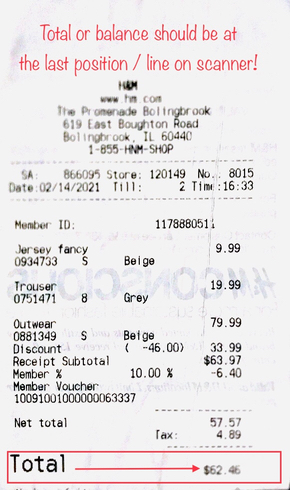 Total or balance should be at
the last position / line on scanner!
H&M
www.hm.com
The Promenade Bolingbrook
619 East Boughton Road
Bolingbrook, IL 60440
1-855-HNM-SHOP
SA: 866095 Store: 120149 No.: 8015
Date:02/14/2021 Till: 2 Time:16:33
Member ID: 1178880511
Jersey fancy 9.99
0934733 S Beige
Trouser 19.99
0751471 8 Grey
Outwear 79.99
0881349 S Beige
Discount ( -46.00) 33.99
Receipt Subtotal $63.97
Member % 10.00 % -6.40
Member Voucher
10091001000000063337
Net total 57.57
Tax: 4.89
Total $62.46
#CONSCIOUS